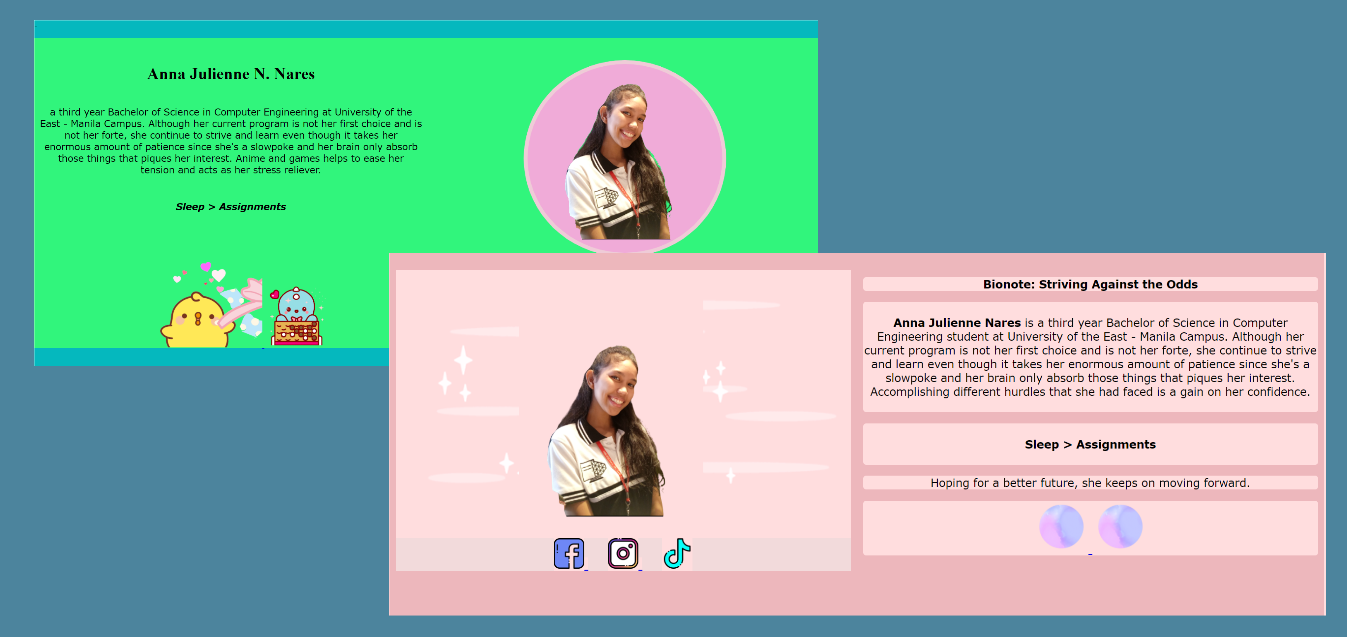 Anna Julienne N. Nares
a third year Bachelor of Science in Computer Engineering at University of the
East - Manila Campus. Although her current program is not her first choice and is
not her forte, she continue to strive and learn even though it takes her
enormous amount of patience since she's a slowpoke and her brain only absorb
those things that piques her interest. Anime and games helps to ease her
tension and acts as her stress reliever.
Sleep > Assignments
Bionote: Striving Against the Odds
Anna Julienne Nares is a third year Bachelor of Science in Computer
Engineering student at University of the East - Manila Campus. Although her
current program is not her first choice and is not her forte, she continue to strive
and learn even though it takes her enormous amount of patience since she's a
slowpoke and her brain only absorb those things that piques her interest.
Accomplishing different hurdles that she had faced is a gain on her confidence.
Sleep > Assignments
Hoping for a better future, she keeps on moving forward.